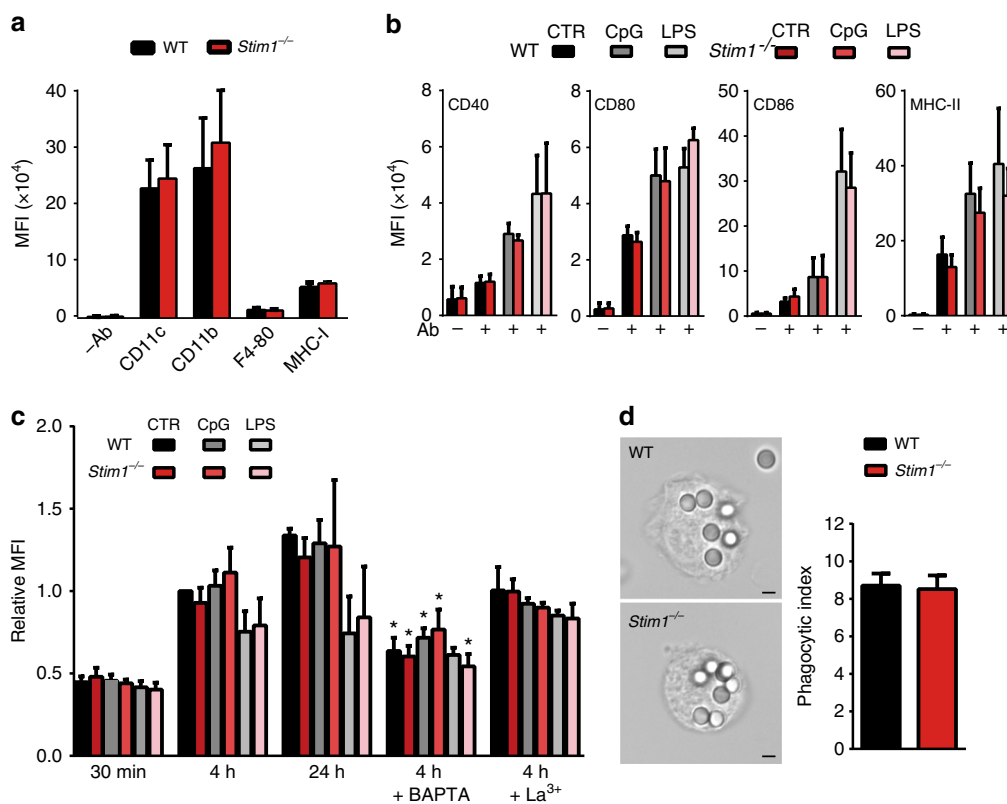 a
WT Stim1–/–
MFI (×10⁴)
40
30
20
10
0
–Ab
CD11c
CD11b
F4-80
MHC-I
b
CTR CpG LPS CTR CpG LPS
WT Stim1-/-
MFI (×10⁴)
CD40
8
6
4
2
0
Ab – + + +
CD80
8
6
4
2
0
– + + +
CD86
50
40
30
20
10
0
– + + +
MHC-II
60
40
20
0
– + + +
c
CTR CpG LPS
WT
Stim1–/–
Relative MFI
2.0
1.5
1.0
0.5
0.0
* * * * *
30 min
4 h
24 h
4 h
+ BAPTA
4 h
+ La³⁺
d
WT
Stim1–/–
WT
Stim1–/–
Phagocytic index
12
10
8
6
4
2
0